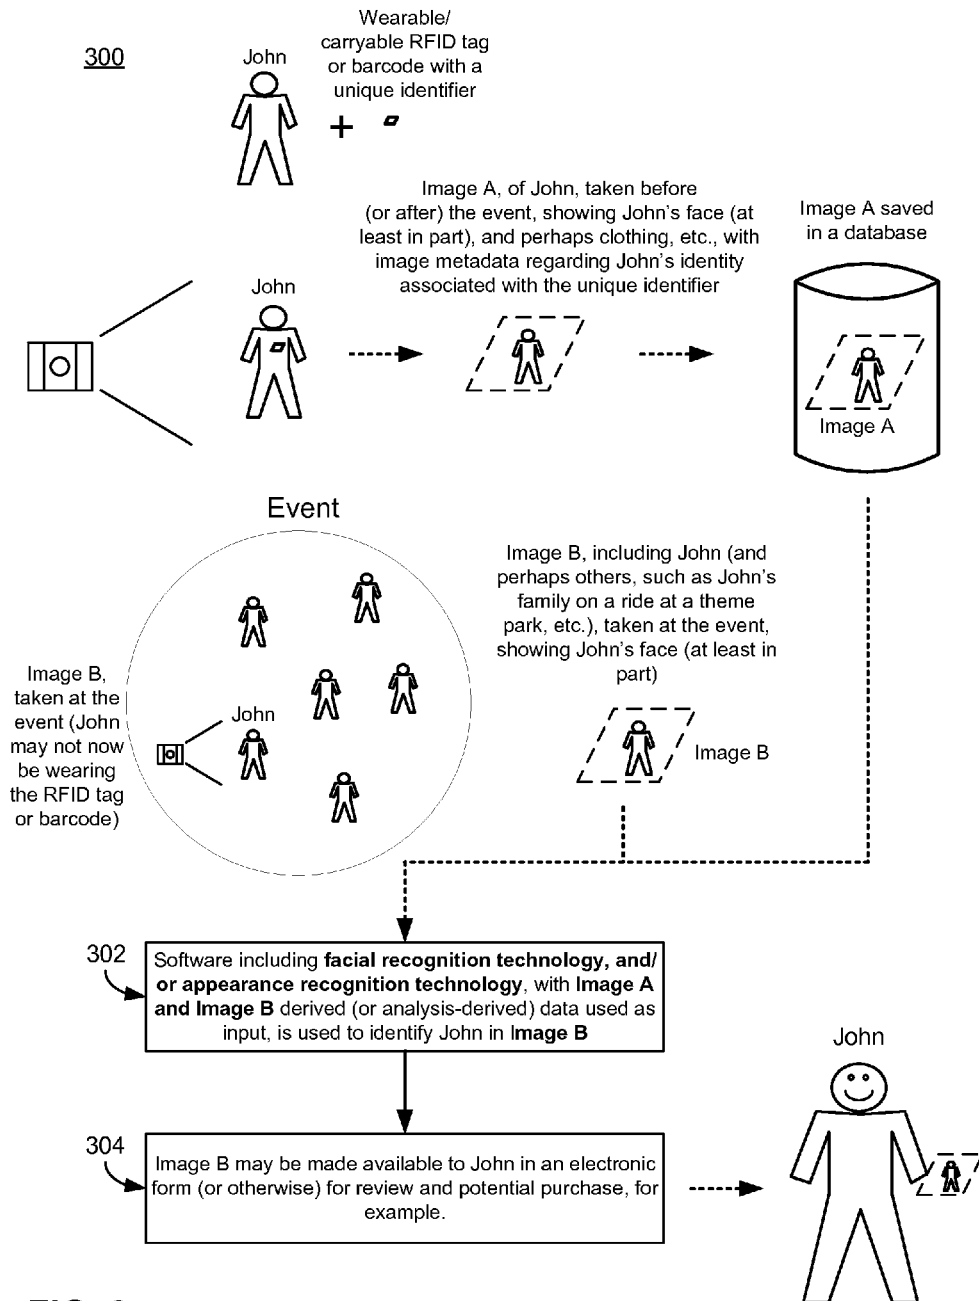 300
John
Wearable/
carryable RFID tag
or barcode with a
unique identifier
+
Image A, of John, taken before
(or after) the event, showing John's face (at
least in part), and perhaps clothing, etc., with
image metadata regarding John's identity
associated with the unique identifier
Image A saved
in a database
John
Image A
Event
Image B, including John (and
perhaps others, such as John's
family on a ride at a theme
park, etc.), taken at the event,
showing John's face (at least in
part)
Image B,
taken at the
event (John
may not now
be wearing
the RFID tag
or barcode)
John
Image B
302
Software including facial recognition technology, and/
or appearance recognition technology, with Image A
and Image B derived (or analysis-derived) data used as
input, is used to identify John in Image B
John
304
Image B may be made available to John in an electronic
form (or otherwise) for review and potential purchase, for
example.